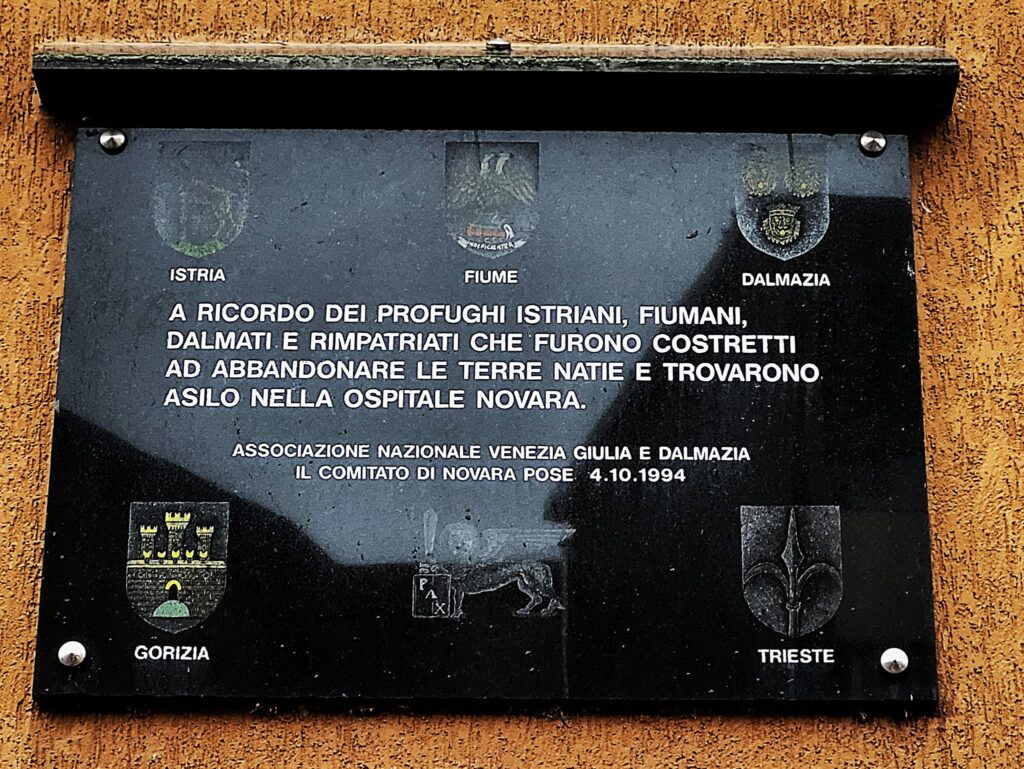 INDEFICIENTER
ISTRIA
FIUME
DALMAZIA
A RICORDO DEI PROFUGHI ISTRIANI, FIUMANI,
DALMATI E RIMPATRIATI CHE FURONO COSTRETTI
AD ABBANDONARE LE TERRE NATIE E TROVARONO
ASILO NELLA OSPITALE NOVARA.
ASSOCIAZIONE NAZIONALE VENEZIA GIULIA E DALMAZIA
IL COMITATO DI NOVARA POSE 4.10.1994
PAX
GORIZIA
TRIESTE